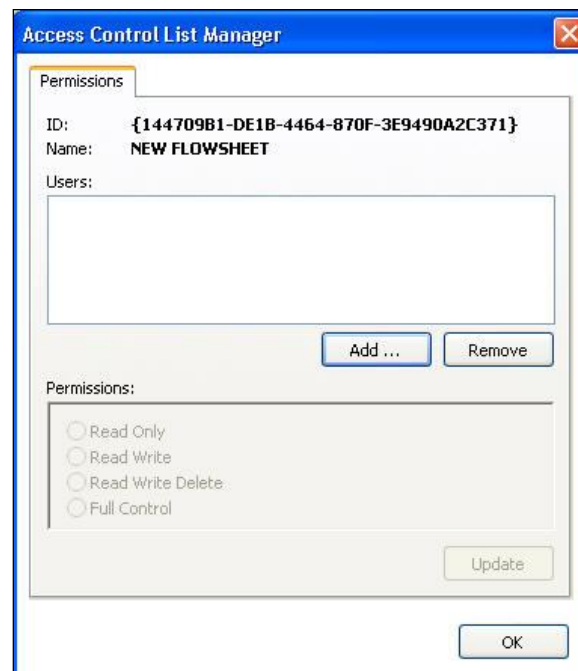 Access Control List Manager
Permissions
ID: {144709B1-DE1B-4464-870F-3E9490A2C371}
Name: NEW FLOWSHEET
Users:
Add ... Remove
Permissions:
Read Only
Read Write
Read Write Delete
Full Control
Update
OK